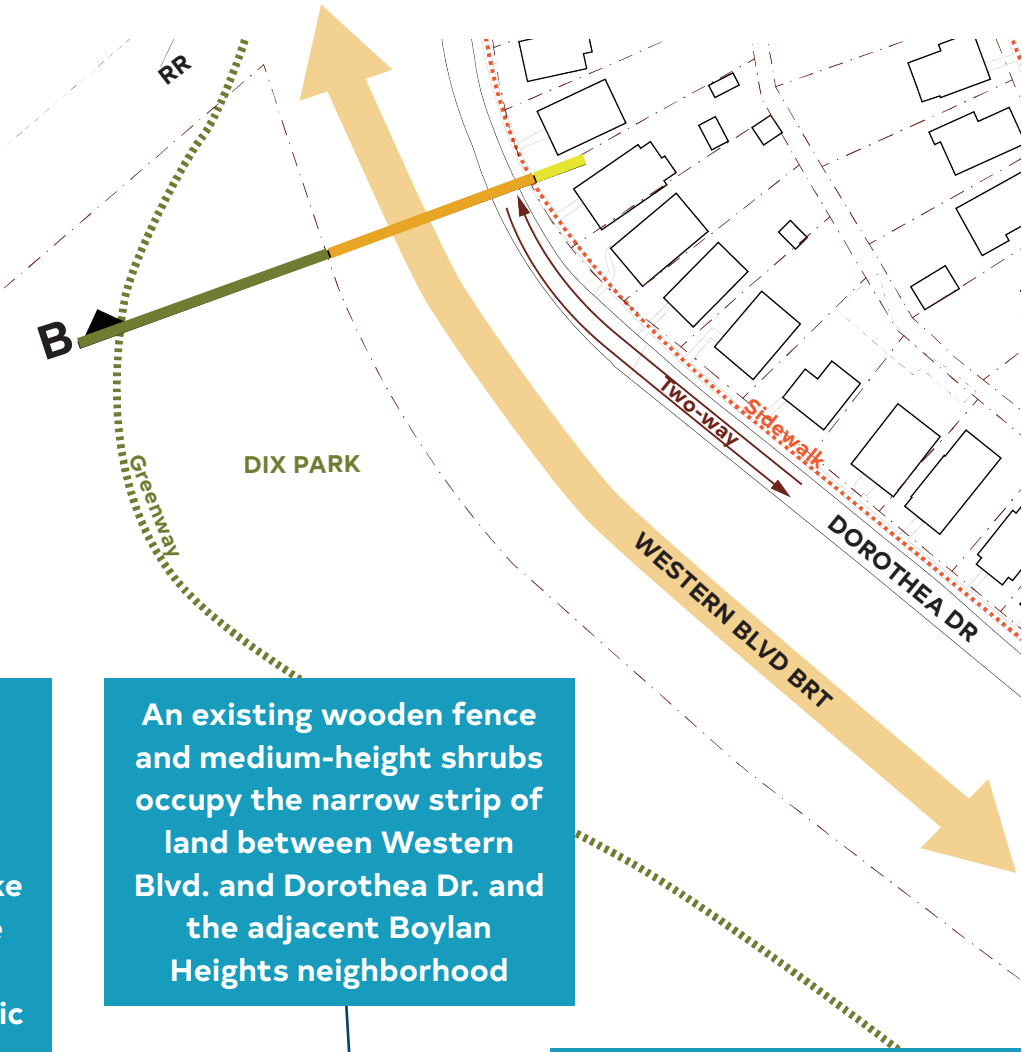 RR
B
Greenway
DIX PARK
Two-way
Sidewalk
DOROTHEA DR
WESTERN BLVD BRT
An existing wooden fence
and medium-height shrubs
occupy the narrow strip of
land between Western
Blvd. and Dorothea Dr. and
the adjacent Boylan
Heights neighborhood